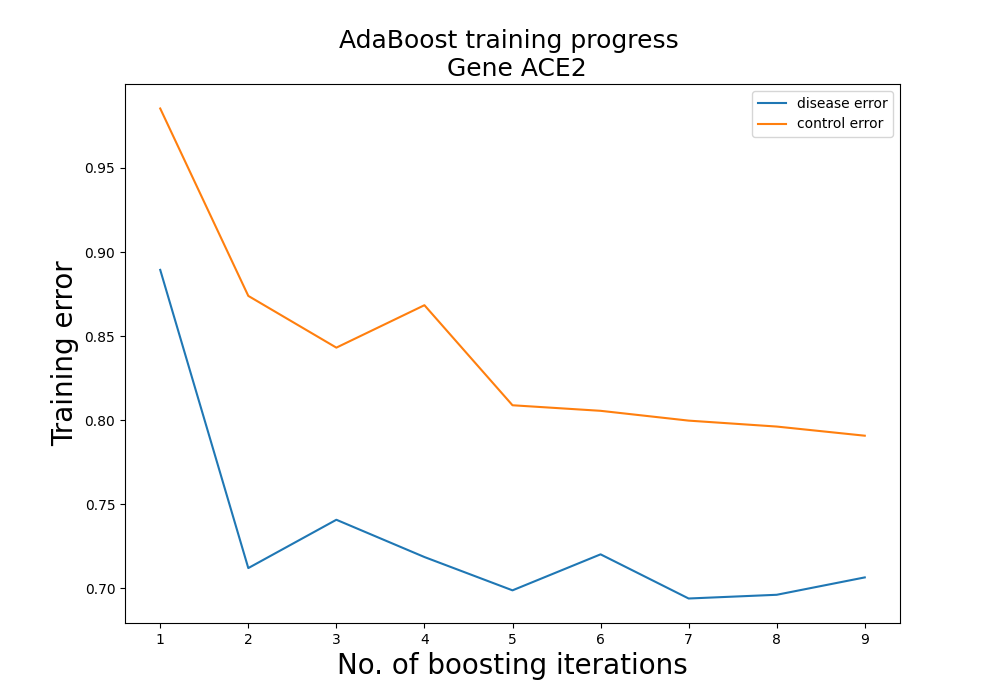 AdaBoost training progress
Gene ACE2
disease error
control error
Training error
0.95
0.90
0.85
0.80
0.75
0.70
1 2 3 4 5 6 7 8 9
No. of boosting iterations